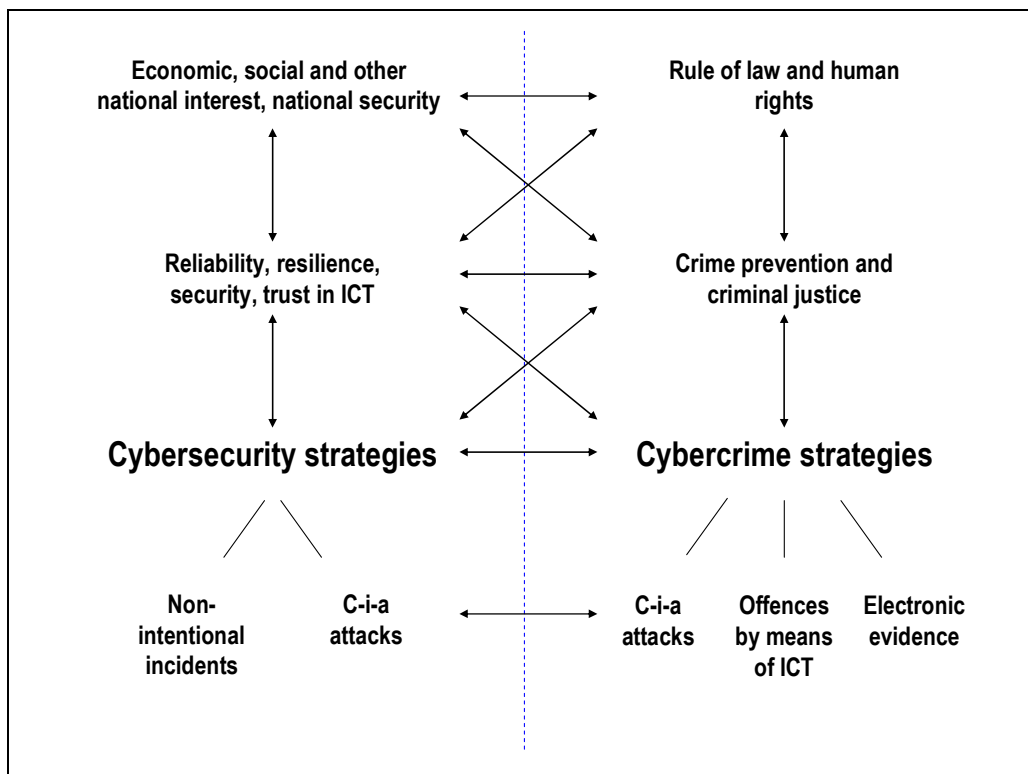 Economic, social and other
national interest, national security
Rule of law and human
rights
Reliability, resilience,
security, trust in ICT
Crime prevention and
criminal justice
Cybersecurity strategies
Cybercrime strategies
Non-
intentional
incidents
C-i-a
attacks
C-i-a
attacks
Offences
by means
of ICT
Electronic
evidence